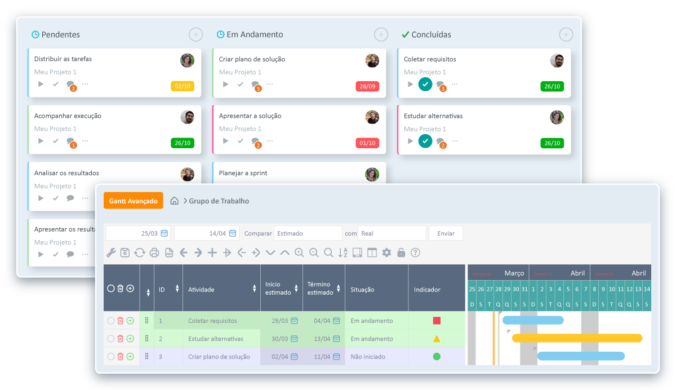 Pendentes
Em Andamento
Concluídas
Distribuir as tarefas
Meu Projeto 1
02/10
Criar plano de solução
Meu Projeto 1
28/09
Coletar requisitos
Meu Projeto 1
26/10
Acompanhar execução
Meu Projeto 1
26/10
Apresentar a solução
Meu Projeto 1
01/10
Estudar alternativas
Meu Projeto 1
26/10
Analisar os resultados
Meu Projeto 1
Planejar a sprint
Apresentar os result
Meu Projeto 1
Gantt Avançado
> Grupo de Trabalho
25/03 14/04 Comparar Estimado com Real Enviar
ID Atividade Início estimado Término estimado Situação Indicador
Março Abril Abril
25 26 27 28 29 30 31 1 2 3 4 5 6 7 8 9 10 11 12 13 14
D S T Q Q S S D S T Q Q S S D S T Q Q S S
1 Coletar requisitos 28/03 04/04 Em andamento
2 Estudar alternativas 30/03 13/04 Em andamento
3 Criar plano de solução 02/04 11/04 Não iniciado